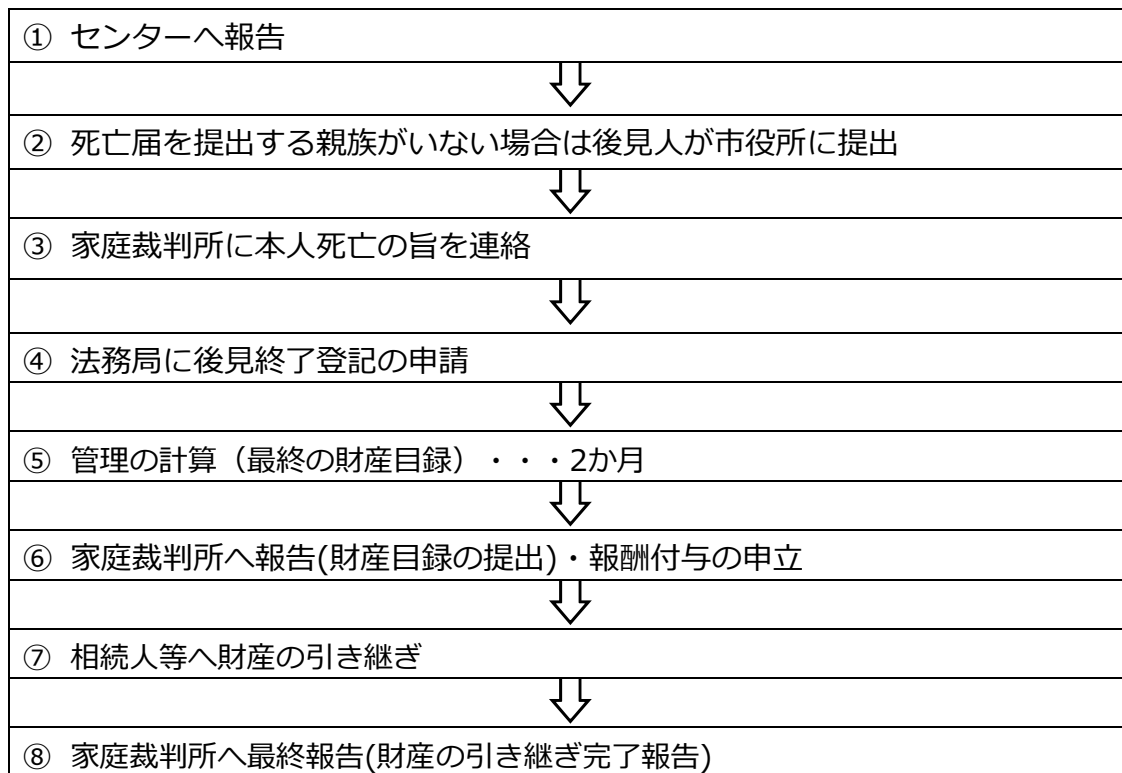 ① センターへ報告
② 死亡届を提出する親族がいない場合は後見人が市役所に提出
③ 家庭裁判所に本人死亡の旨を連絡
④ 法務局に後見終了登記の申請
⑤ 管理の計算（最終の財産目録）・・・2か月
⑥ 家庭裁判所へ報告(財産目録の提出)・報酬付与の申立
⑦ 相続人等へ財産の引き継ぎ
⑧ 家庭裁判所へ最終報告(財産の引き継ぎ完了報告)